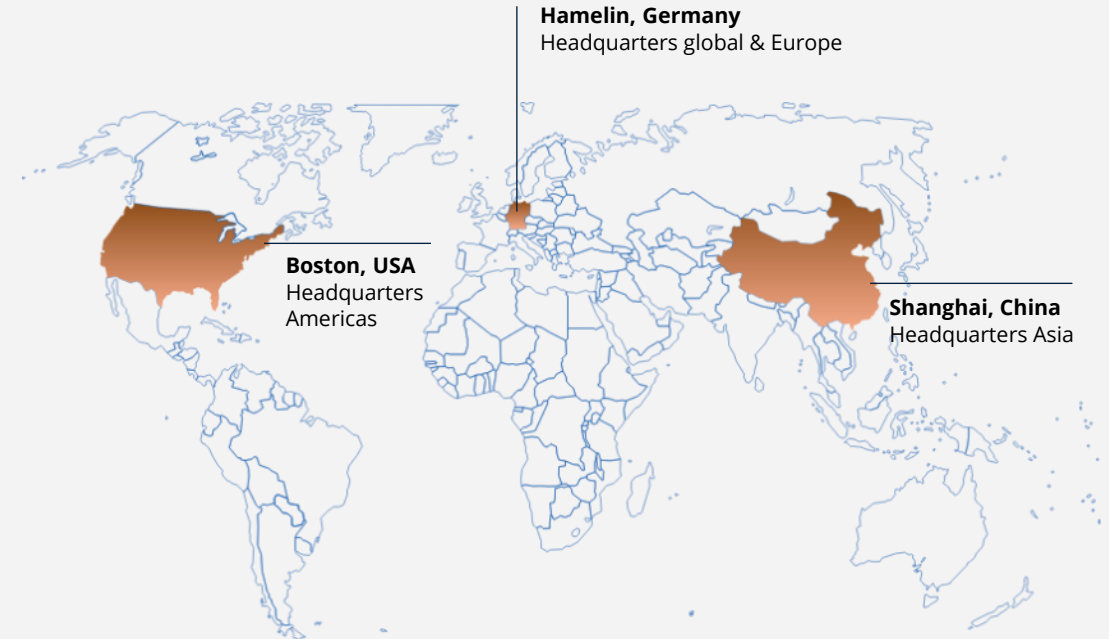 Hamelin, Germany
Headquarters global & Europe
Boston, USA
Headquarters
Americas
Shanghai, China
Headquarters Asia